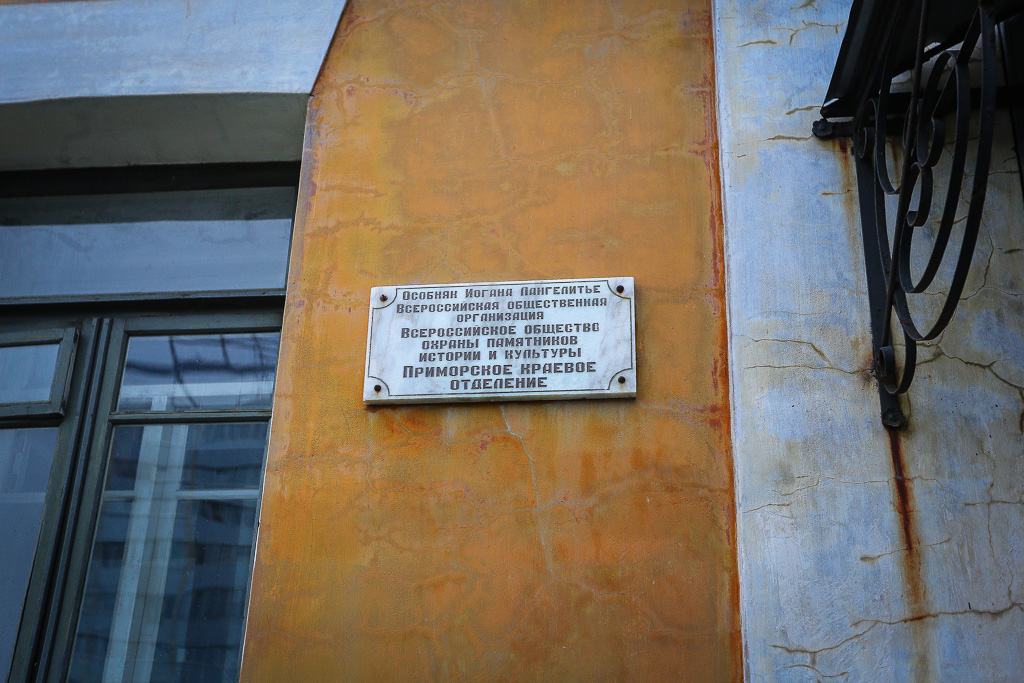 Особняк Иогана Лангелитье
Всероссийская общественная
организация
Всероссийское общество
охраны памятников
истории и культуры
Приморское краевое
отделение